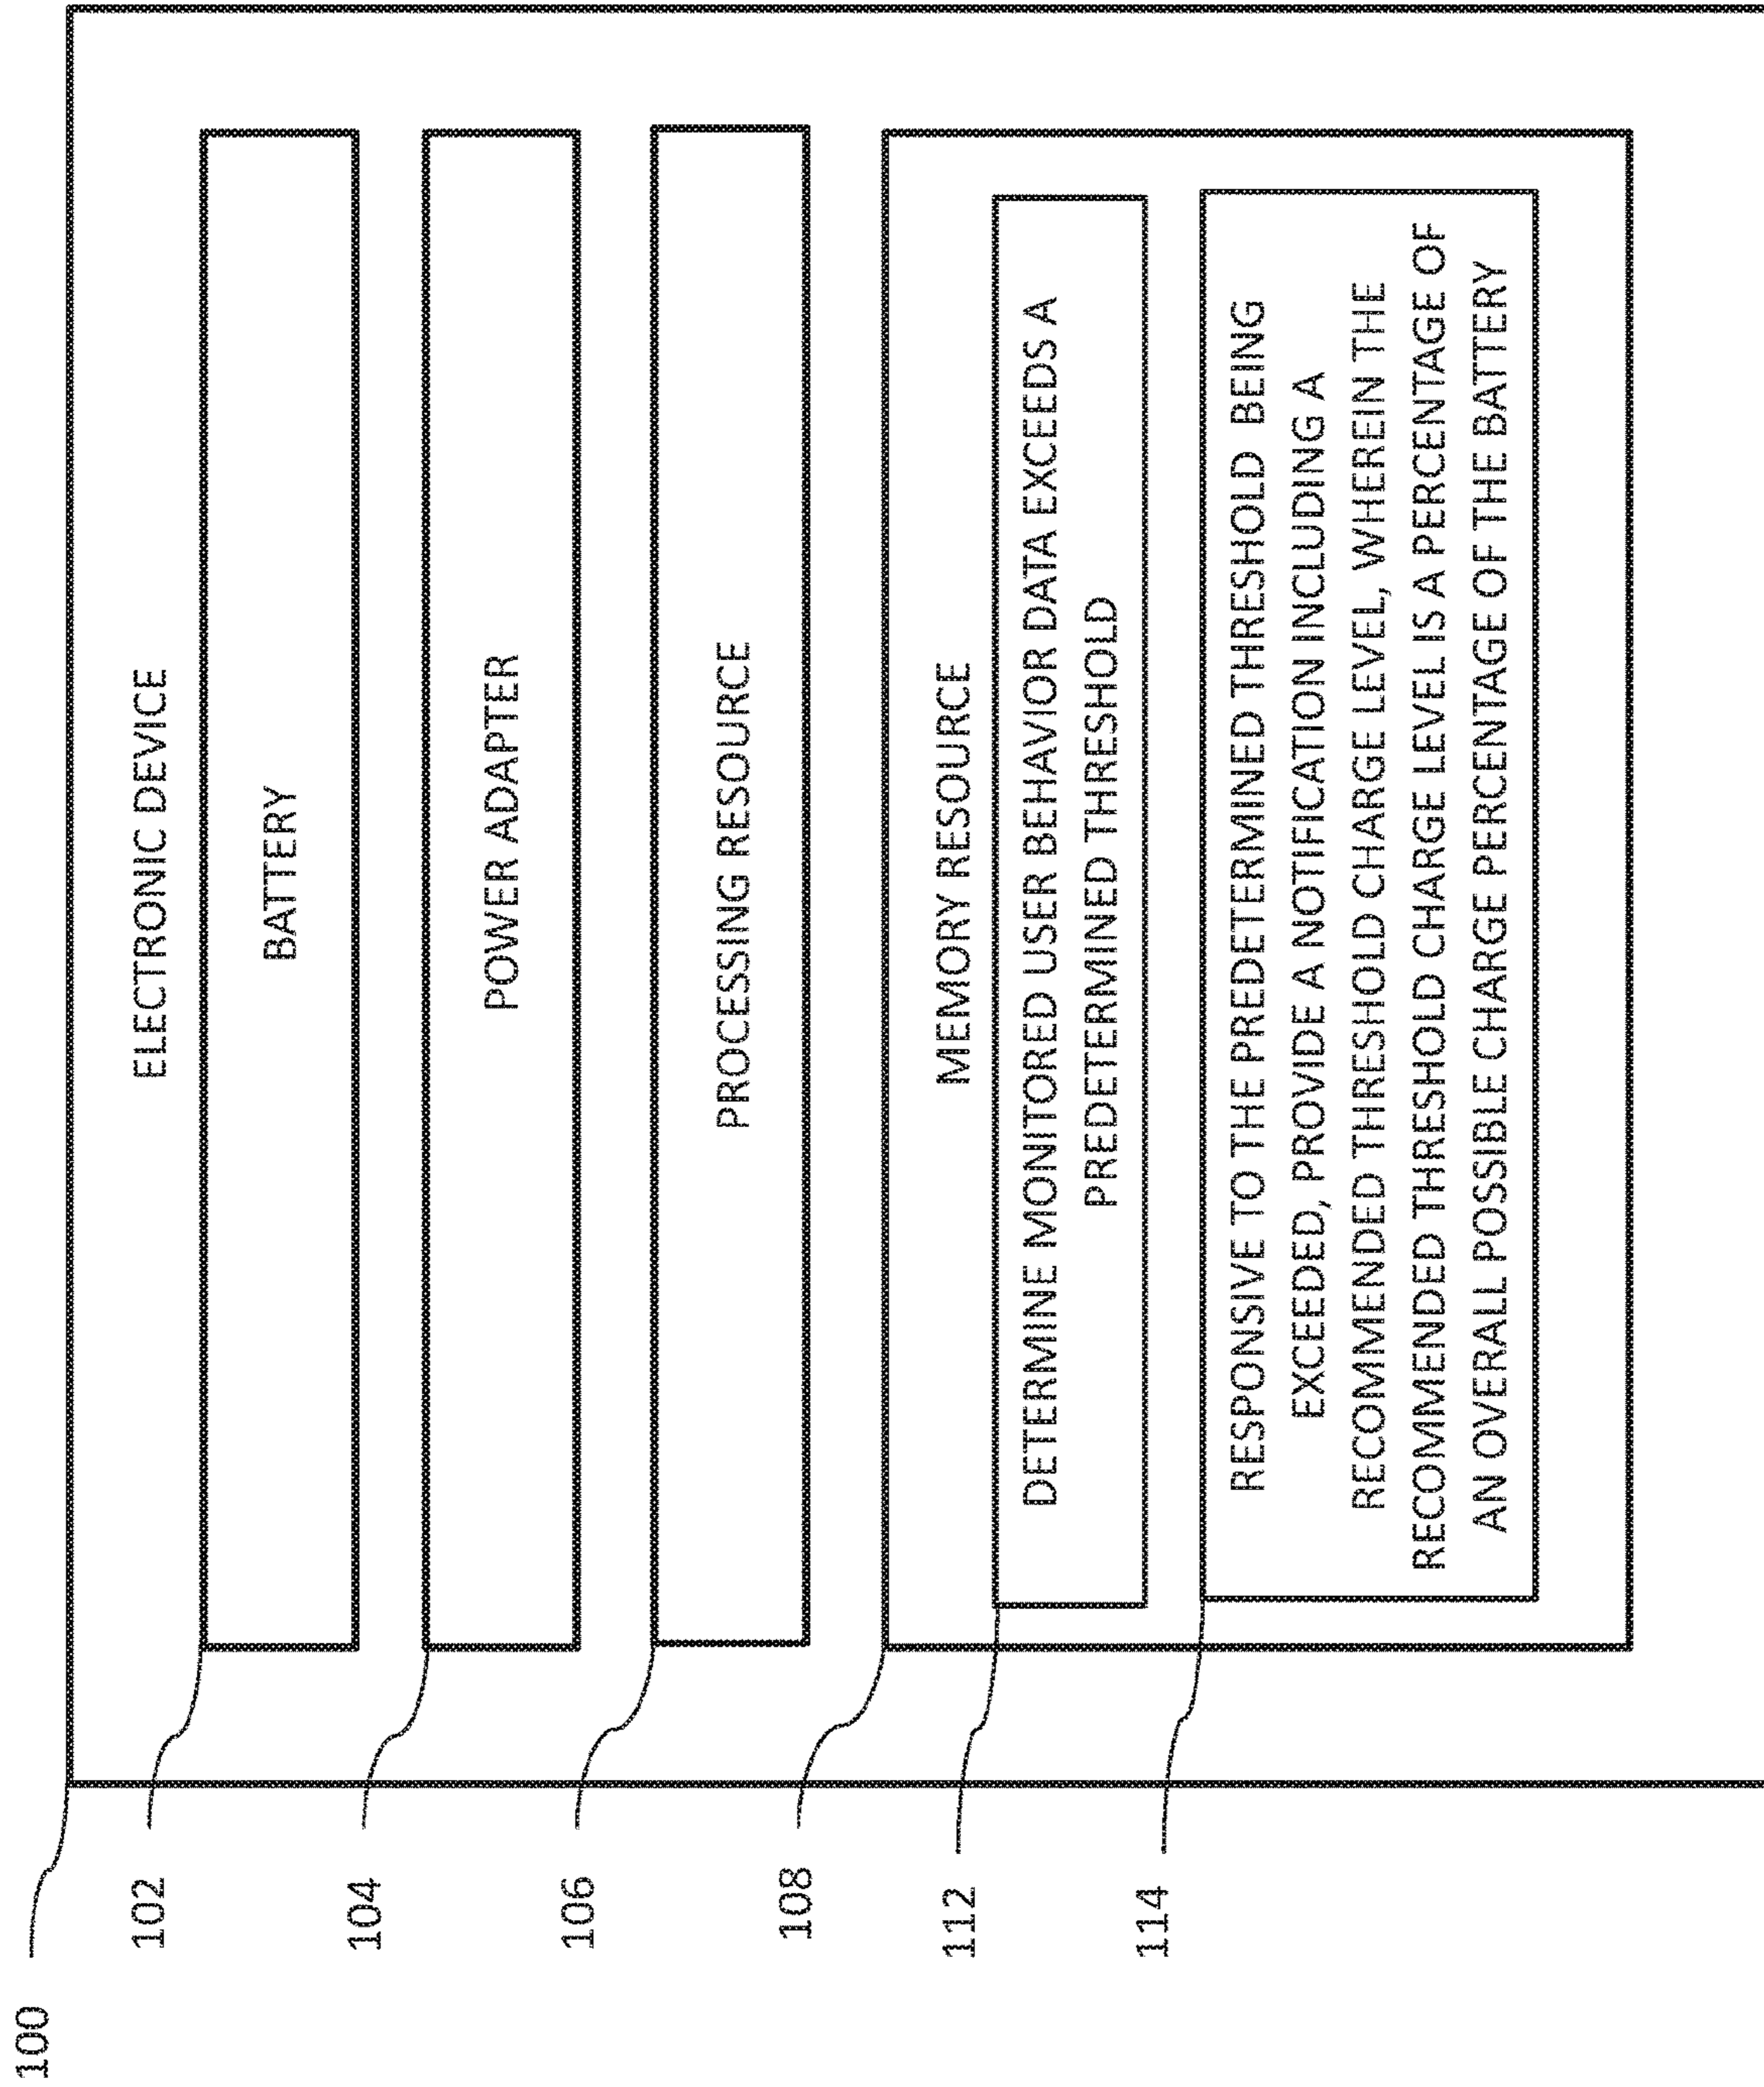 100
ELECTRONIC DEVICE
102
BATTERY
104
POWER ADAPTER
106
PROCESSING RESOURCE
108
MEMORY RESOURCE
112
DETERMINE MONITORED USER BEHAVIOR DATA EXCEEDS A
PREDETERMINED THRESHOLD
114
RESPONSIVE TO THE PREDETERMINED THRESHOLD BEING
EXCEEDED, PROVIDE A NOTIFICATION INCLUDING A
RECOMMENDED THRESHOLD CHARGE LEVEL, WHEREIN THE
RECOMMENDED THRESHOLD CHARGE LEVEL IS A PERCENTAGE OF
AN OVERALL POSSIBLE CHARGE PERCENTAGE OF THE BATTERY